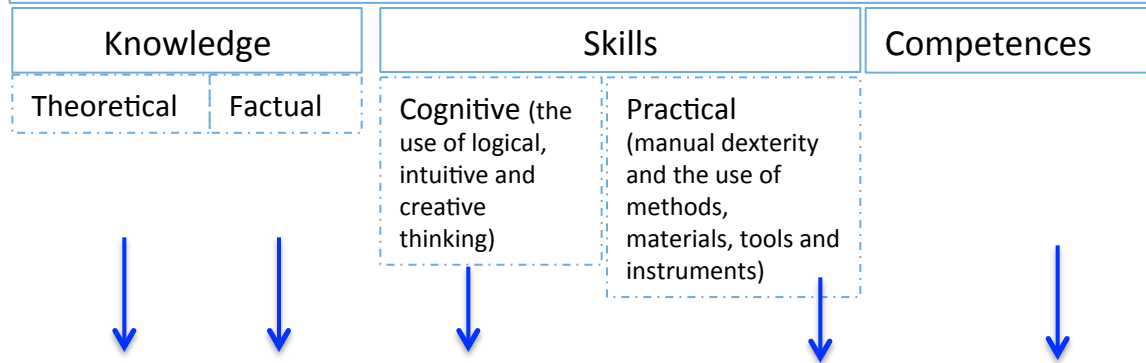 Knowledge
Skills
Competences
Theoretical
Factual
Cognitive (the
use of logical,
intuitive and
creative
thinking)
Practical
(manual dexterity
and the use of
methods,
materials, tools and
instruments)